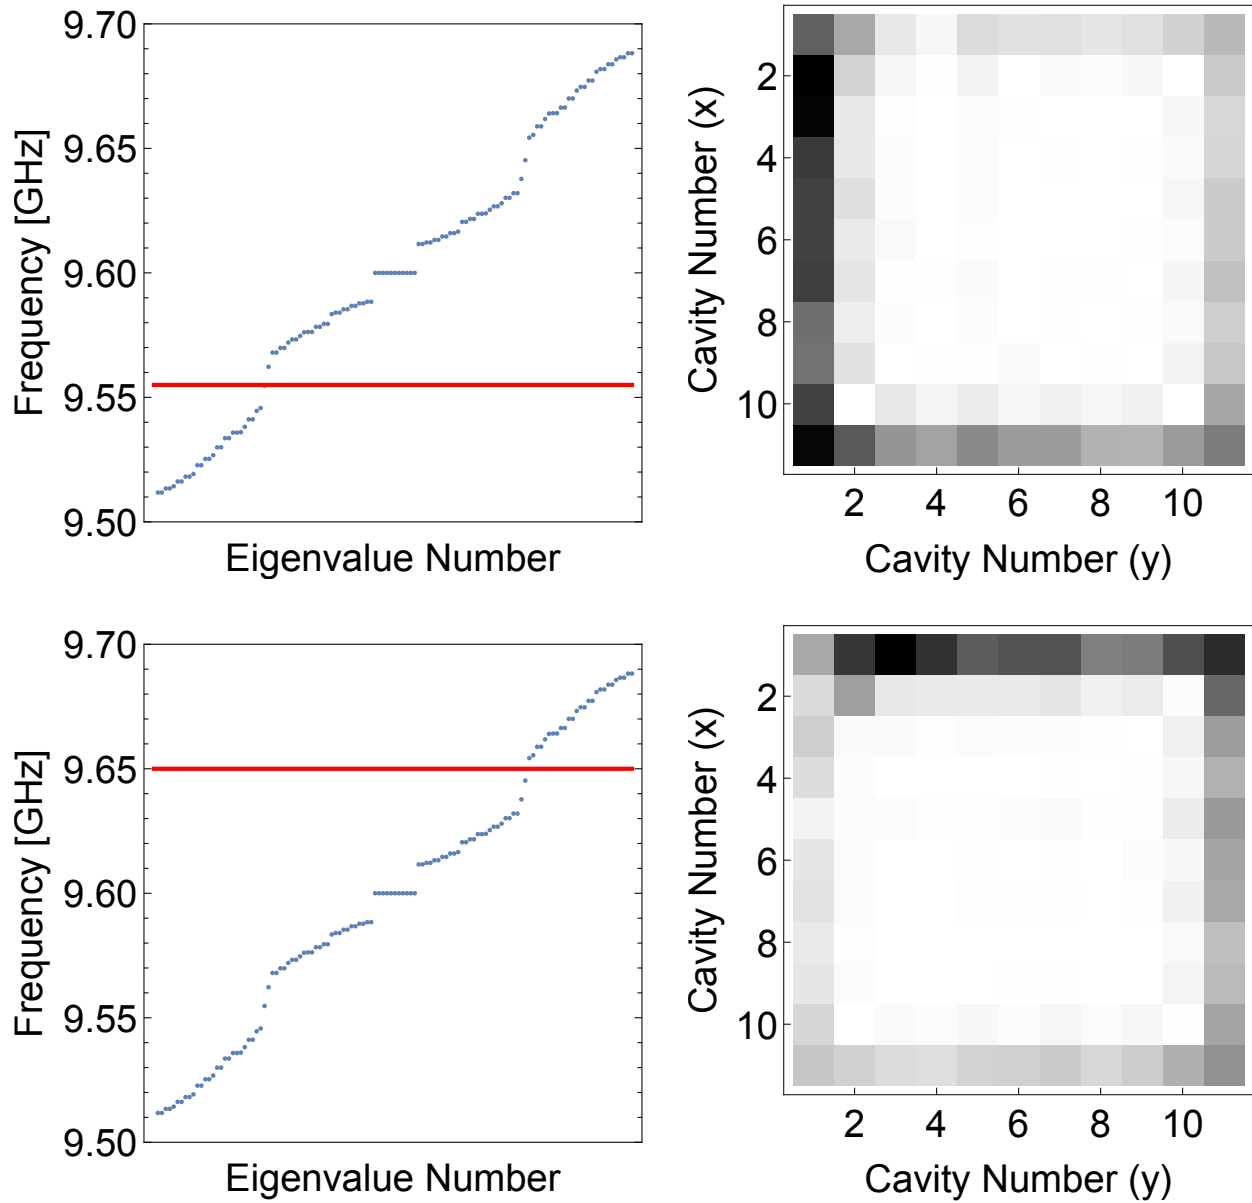 9.70
9.65
9.60
9.55
9.50
Frequency [GHz]
Eigenvalue Number
2
4
6
8
10
Cavity Number (x)
2 4 6 8 10
Cavity Number (y)
9.70
9.65
9.60
9.55
9.50
Frequency [GHz]
Eigenvalue Number
2
4
6
8
10
Cavity Number (x)
2 4 6 8 10
Cavity Number (y)